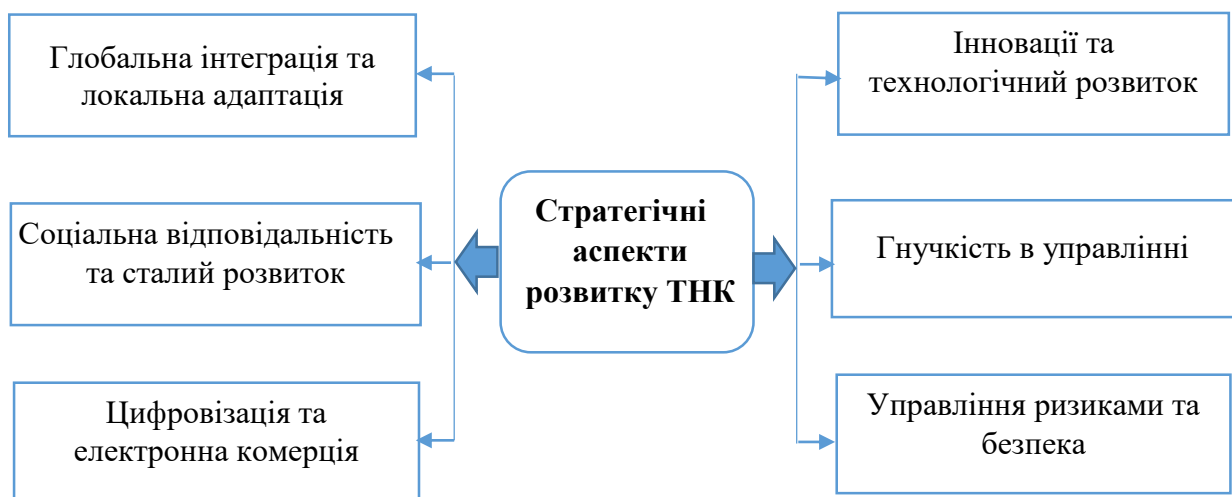 Глобальна інтеграція та
локальна адаптація
Соціальна відповідальність
та сталий розвиток
Цифровізація та
електронна комерція
Стратегічні
аспекти
розвитку ТНК
Інновації та
технологічний розвиток
Гнучкість в управлінні
Управління ризиками та
безпека